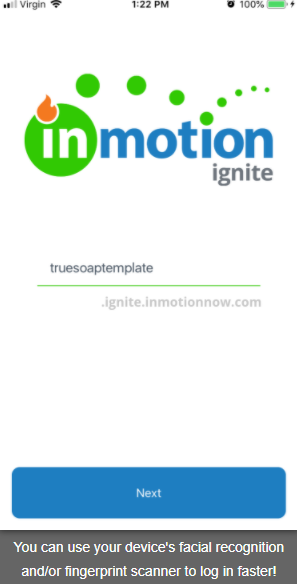 Virgin 1:22 PM 100%
inmotion
ignite
truesoaptemplate
.ignite.inmotionnow.com
Next
You can use your device's facial recognition
and/or fingerprint scanner to log in faster!